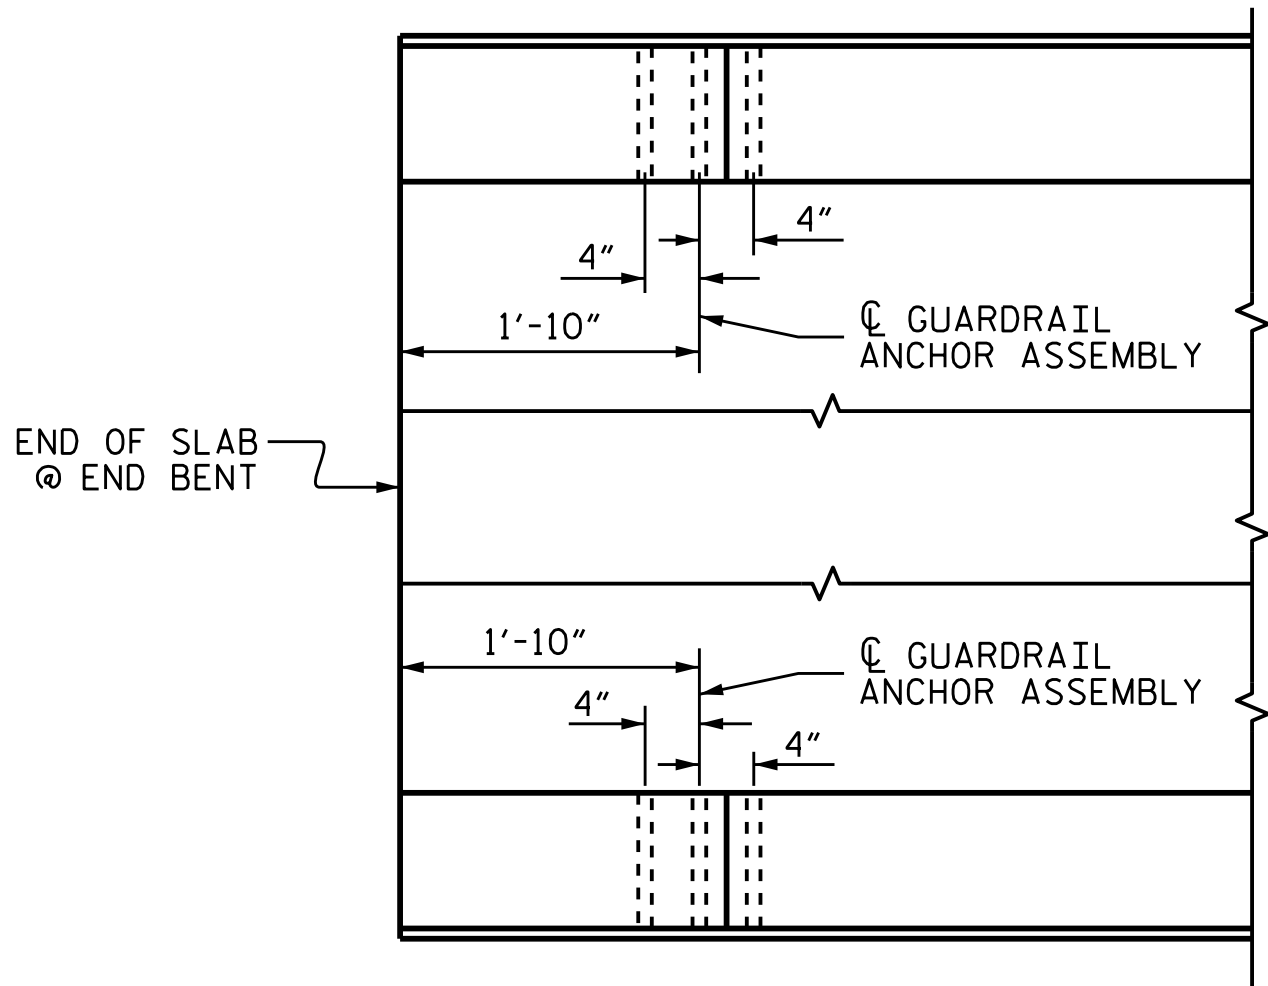 4"
4"
1'-10"
℄ GUARDRAIL
ANCHOR ASSEMBLY
END OF SLAB
@ END BENT
1'-10"
℄ GUARDRAIL
ANCHOR ASSEMBLY
4"
4"